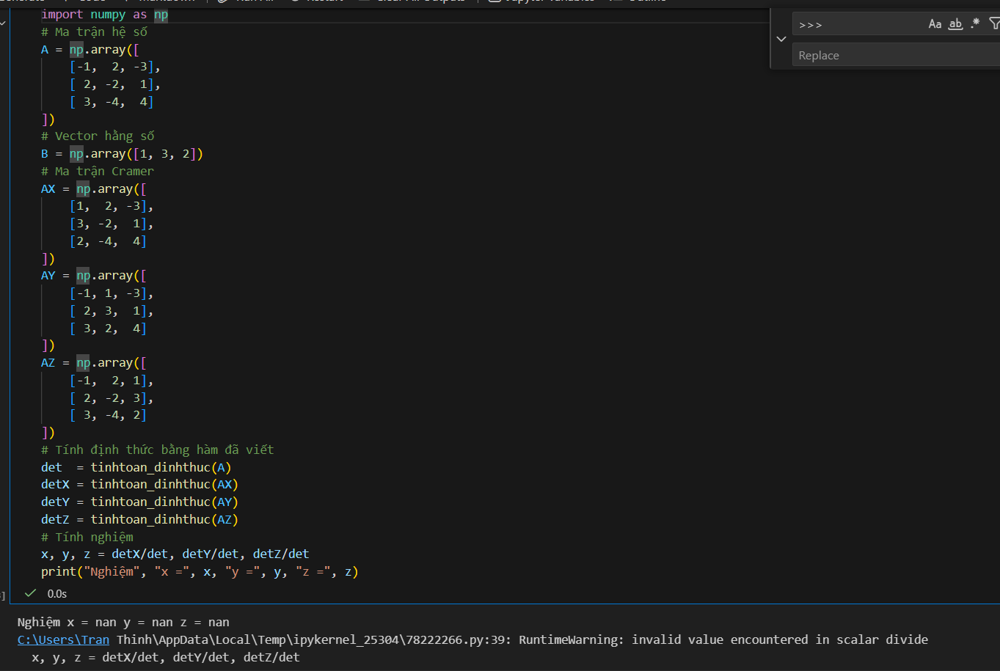 import numpy as np
# Ma trận hệ số
A = np.array([
    [-1,  2, -3],
    [ 2, -2,  1],
    [ 3, -4,  4]
])
# Vector hằng số
B = np.array([1, 3, 2])
# Ma trận Cramer
AX = np.array([
    [1,  2, -3],
    [3, -2,  1],
    [2, -4,  4]
])
AY = np.array([
    [-1, 1, -3],
    [ 2, 3,  1],
    [ 3, 2,  4]
])
AZ = np.array([
    [-1,  2, 1],
    [ 2, -2, 3],
    [ 3, -4, 2]
])
# Tính định thức bằng hàm đã viết
det  = tinhtoan_dinhthuc(A)
detX = tinhtoan_dinhthuc(AX)
detY = tinhtoan_dinhthuc(AY)
detZ = tinhtoan_dinhthuc(AZ)
# Tính nghiệm
x, y, z = detX/det, detY/det, detZ/det
print("Nghiệm", "x =", x, "y =", y, "z =", z)
0.0s
Nghiệm x = nan y = nan z = nan
C:\Users\Tran Thinh\AppData\Local\Temp\ipykernel_25304\78222266.py:39: RuntimeWarning: invalid value encountered in scalar divide
  x, y, z = detX/det, detY/det, detZ/det
>>>
Aa ab .*
Replace